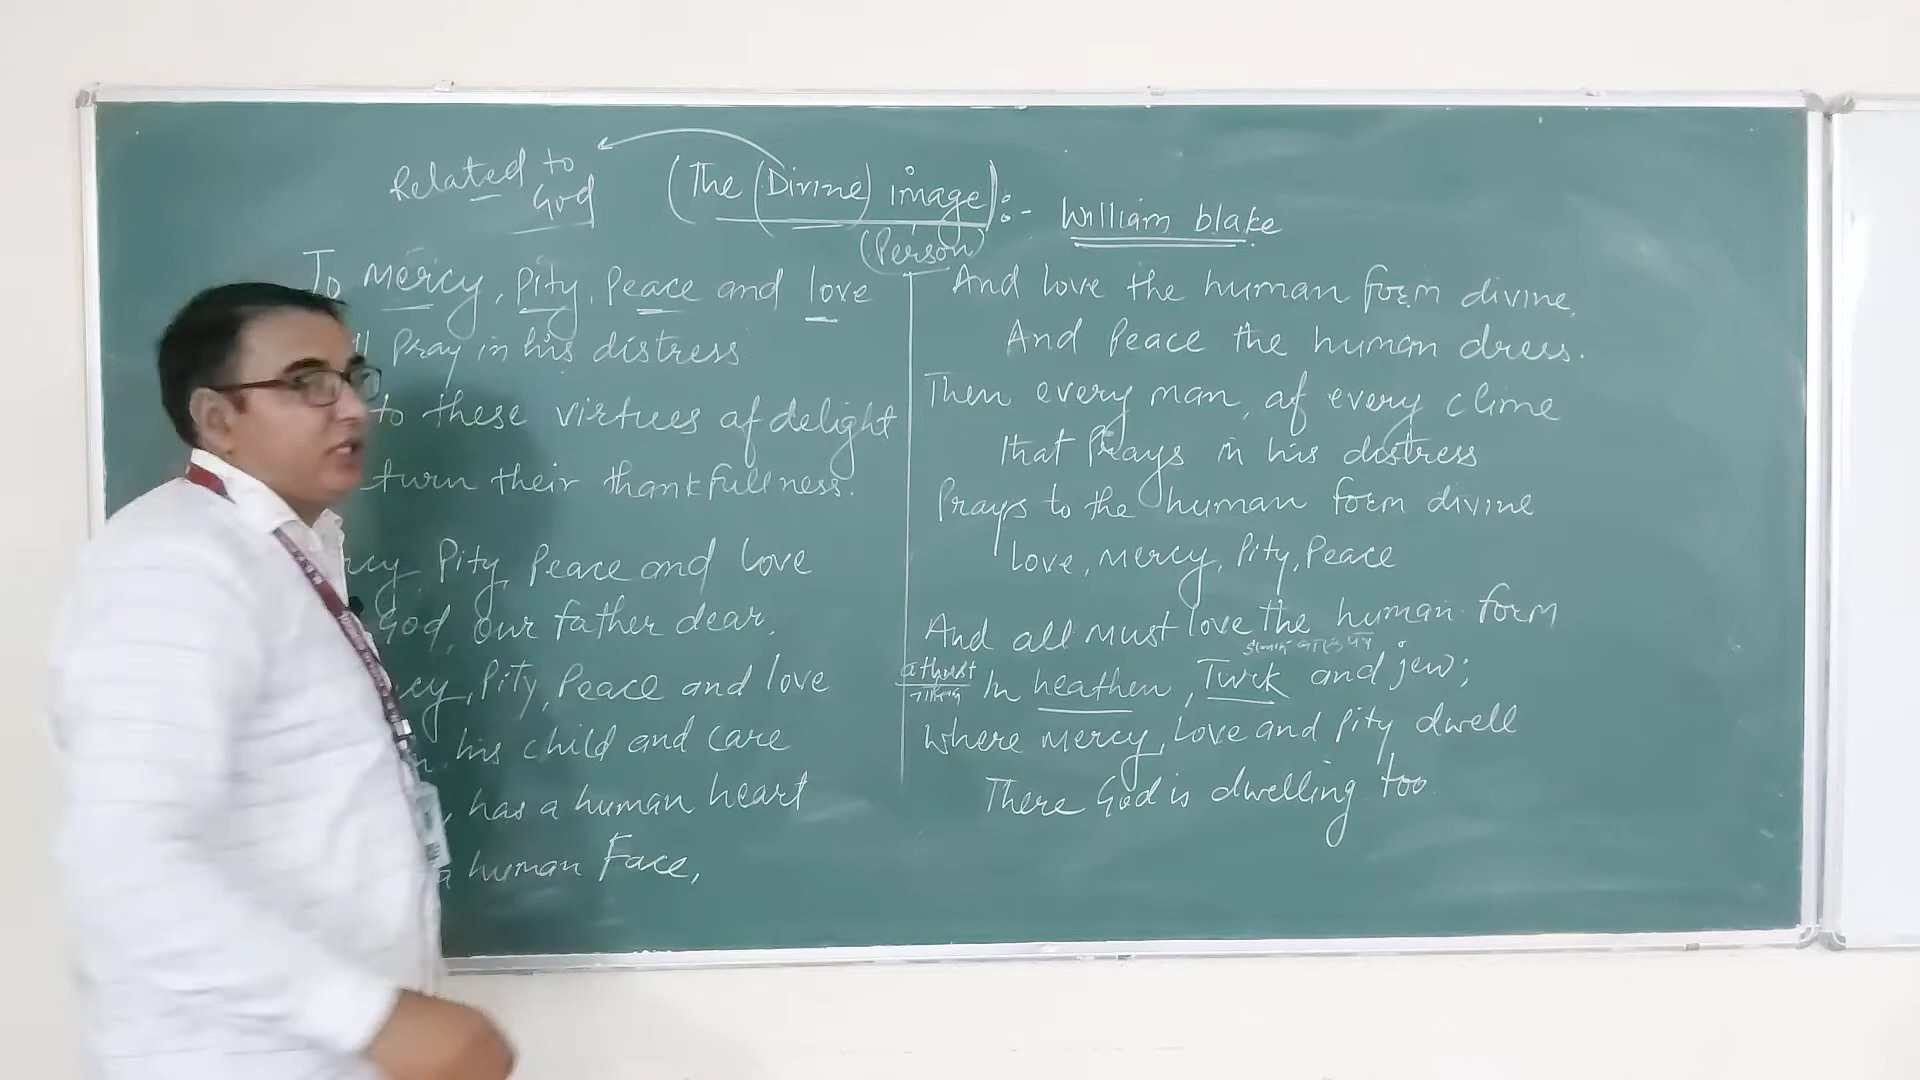 Related to
God
(The (Divine) image):-
William blake
(Person)
To Mercy, Pity, Peace and love
Pray in his distress
to these virtues of delight
turn their thankfullness.
Pity, Peace and love
God, our father dear,
Pity, Peace and love
his child and care
has a human heart
human Face,
And love the human form divine,
And Peace the human dress.
Then every man, of every clime
that Prays in his distress
Prays to the human form divine
love, Mercy, Pity, Peace
And all must love the human form
In heathen, Turk and jew;
Where Mercy, Love and Pity dwell
There God is dwelling too